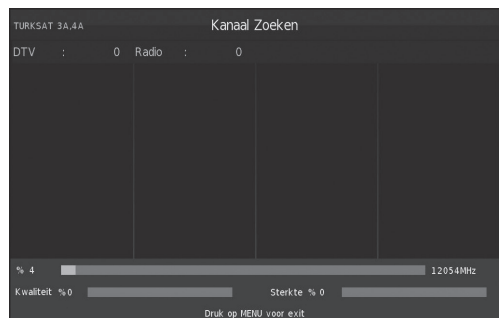 TURKSAT 3A,4A Kanaal Zoeken
DTV : 0 Radio : 0
% 4 12054MHz
Kwaliteit %0 Sterkte % 0
Druk op MENU voor exit